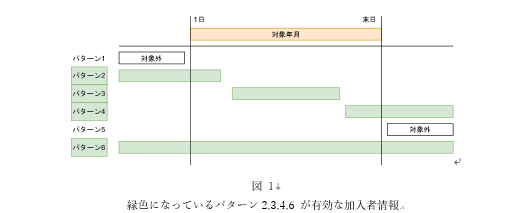 1日
末日
対象年月
パターン1
対象外
パターン2
パターン3
パターン4
パターン5
対象外
パターン6
図 1↓
緑色になっているパターン 2,3,4,6 が有効な加入者情報。